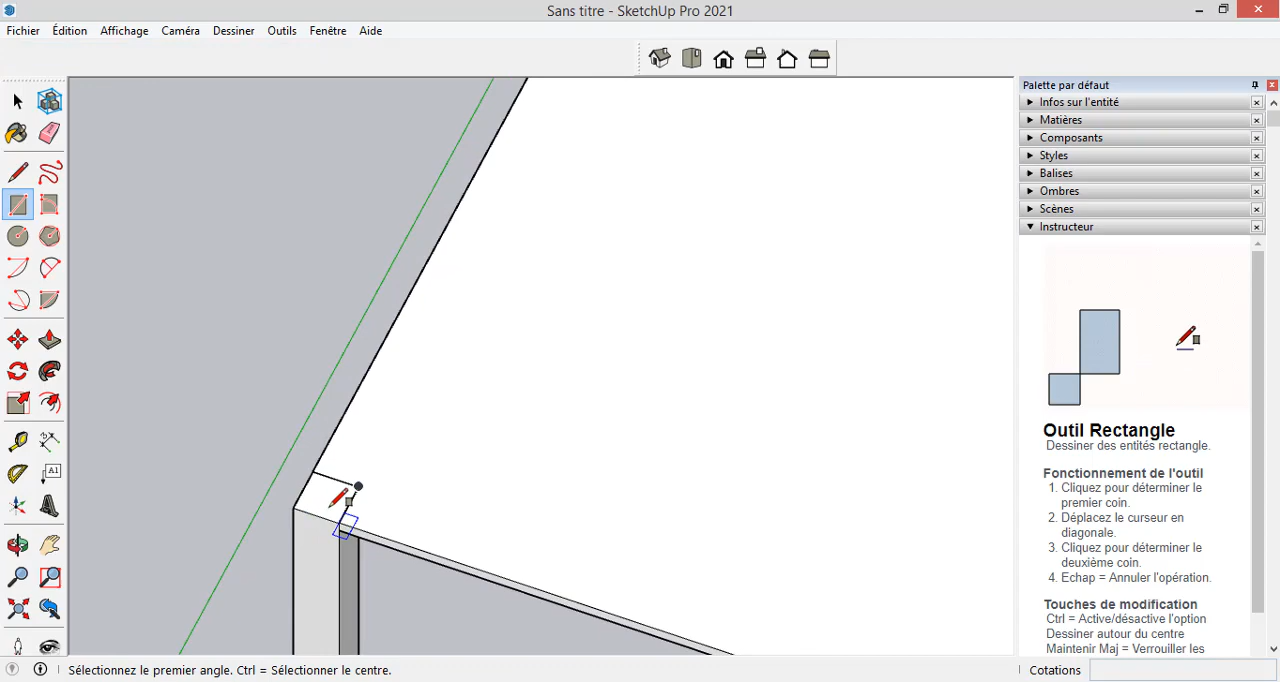 Sans titre - SketchUp Pro 2021
Fichier Édition Affichage Caméra Dessiner Outils Fenêtre Aide
Palette par défaut
Infos sur l'entité
Matières
Composants
Styles
Balises
Ombres
Scènes
Instructeur
Outil Rectangle
Dessiner des entités rectangle.
Fonctionnement de l'outil
1. Cliquez pour déterminer le
premier coin.
2. Déplacez le curseur en
diagonale.
3. Cliquez pour déterminer le
deuxième coin.
4. Echap = Annuler l'opération.
Touches de modification
Ctrl = Active/désactive l'option
Dessiner autour du centre
Maintenir Maj = Verrouiller les
A1
Sélectionnez le premier angle. Ctrl = Sélectionner le centre.
Cotations